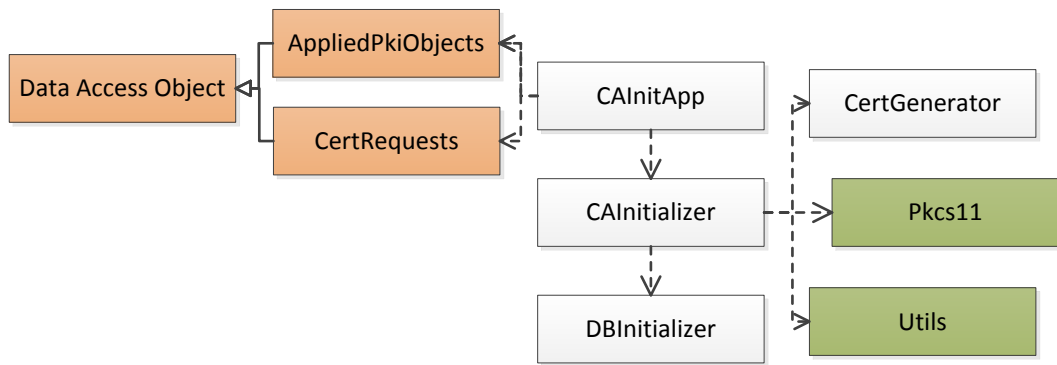 AppliedPkiObjects
Data Access Object
CAInitApp
CertGenerator
CertRequests
CAInitializer
Pkcs11
DBInitializer
Utils